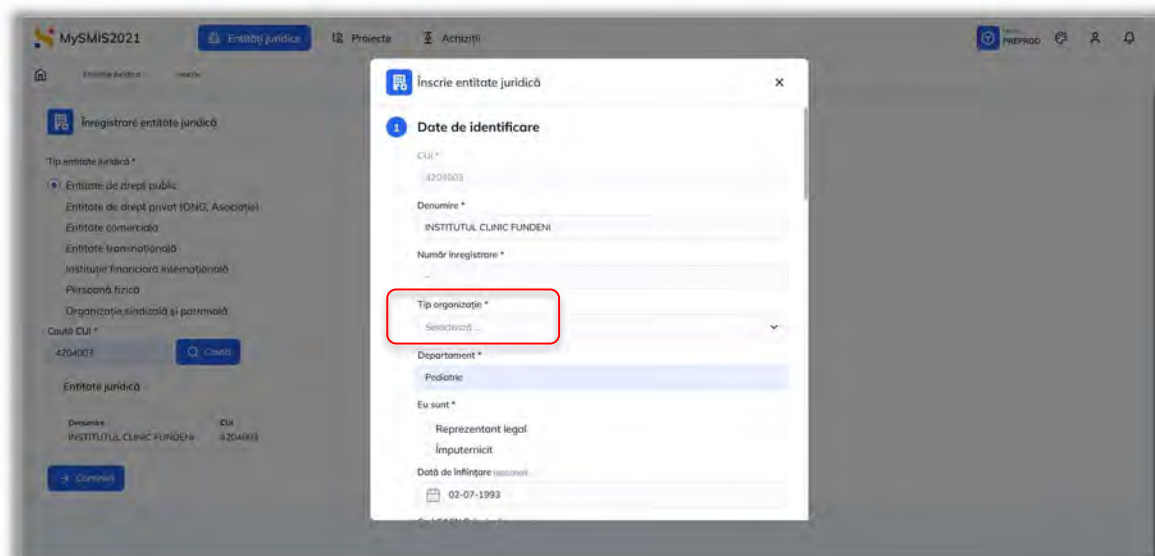 MySMIS2021
Entități juridice
Proiecte
Achiziții
PREPROD
Entitate juridică
Înscrie
Înregistrare entitate juridică
Tip entitate juridică *
Entitate de drept public
Entitate de drept privat (ONG, Asociație)
Entitate comercială
Entitate transnațională
Instituție financiară internațională
Persoană fizică
Organizație sindicală și patronală
Caută CUI *
4204003
Caută
Entitate juridică
Denumire CUI
INSTITUTUL CLINIC FUNDENI 4204003
Continuă
Înscrie entitate juridică
1 Date de identificare
CUI *
4204003
Denumire *
INSTITUTUL CLINIC FUNDENI
Număr înregistrare *
-
Tip organizație *
Selectează ...
Departament *
Pediatrie
Eu sunt *
Reprezentant legal
Împuternicit
Dată de înființare (opțional)
02-07-1993